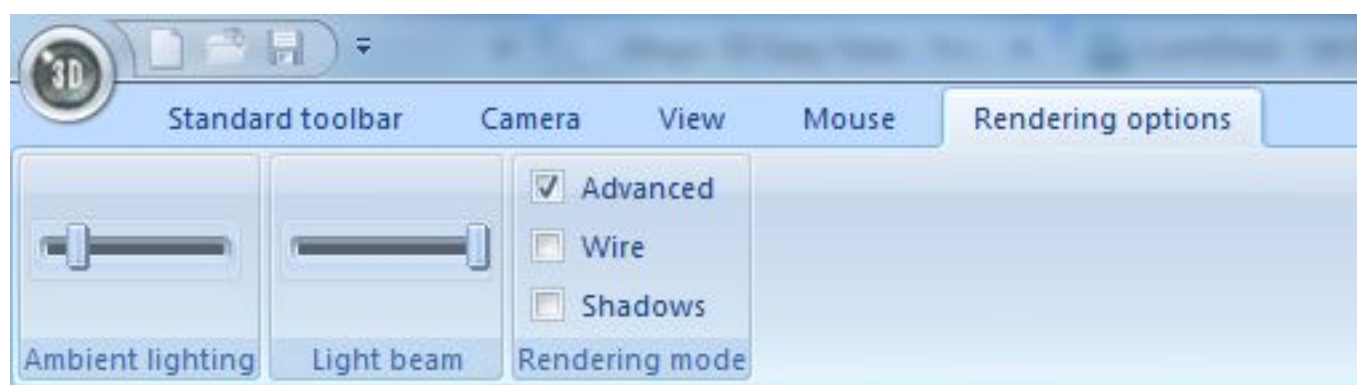 3D
Standard toolbar Camera View Mouse Rendering options
Advanced
Wire
Shadows
Ambient lighting Light beam Rendering mode